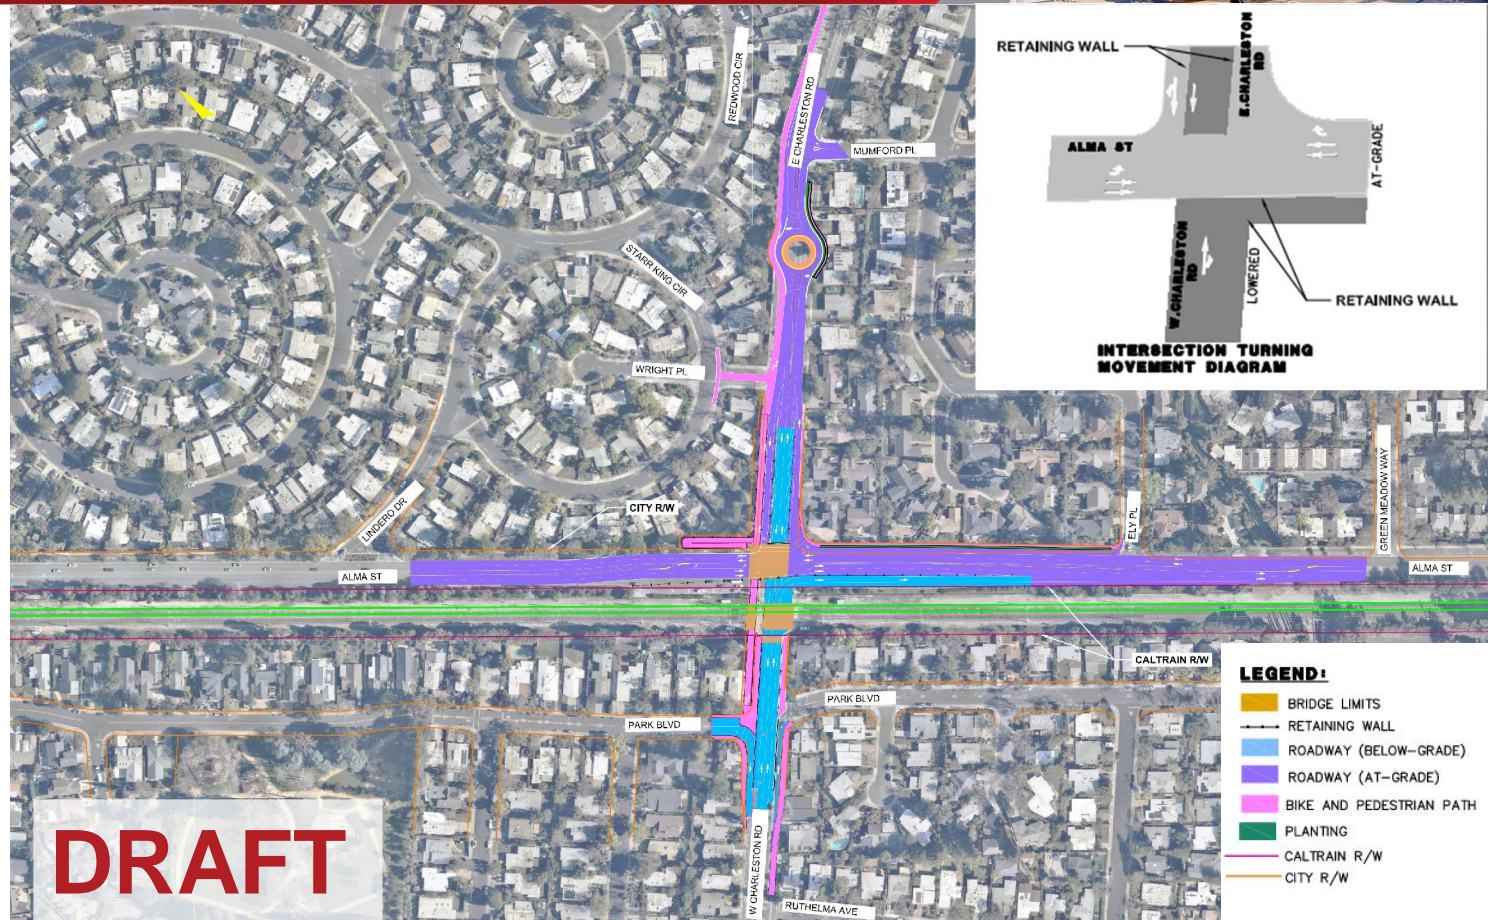 RETAINING WALL
E.CHARLESTON
RD
ALMA ST
AT-GRADE
W.CHARLESTON
RD
LOWERED
RETAINING WALL
INTERSECTION TURNING
MOVEMENT DIAGRAM
REDWOOD CIR
E CHARLESTON RD
MUMFORD PL
STARR KING CIR
WRIGHT PL
LINDERO DR
CITY R/W
ELY PL
GREEN MEADOW WAY
ALMA ST
ALMA ST
CALTRAIN R/W
PARK BLVD
PARK BLVD
W CHARLESTON RD
RUTHELMA AVE
DRAFT
LEGEND:
BRIDGE LIMITS
RETAINING WALL
ROADWAY (BELOW-GRADE)
ROADWAY (AT-GRADE)
BIKE AND PEDESTRIAN PATH
PLANTING
CALTRAIN R/W
CITY R/W